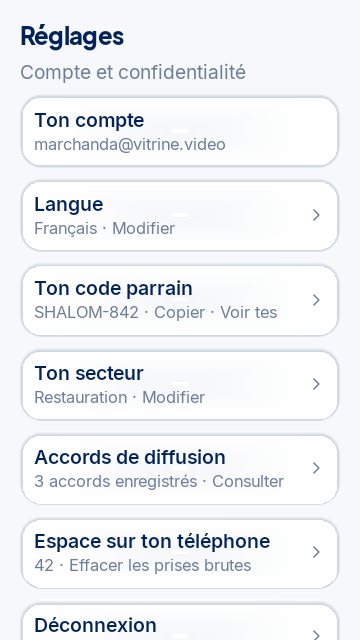 Réglages
Compte et confidentialité
Ton compte
marchanda@vitrine.video
Langue
Français · Modifier
Ton code parrain
SHALOM-842 · Copier · Voir tes
Ton secteur
Restauration · Modifier
Accords de diffusion
3 accords enregistrés · Consulter
Espace sur ton téléphone
42 · Effacer les prises brutes
Déconnexion